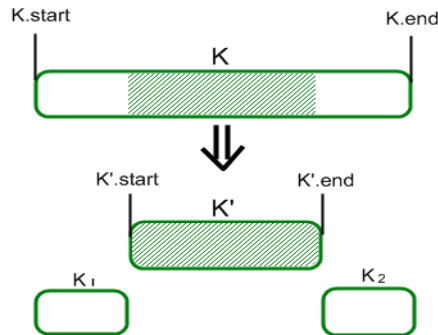 K.start
K.end
K
K'.start
K'.end
K'
K₁
K₂